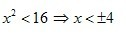 x² < 16 ⇒ x < ±4